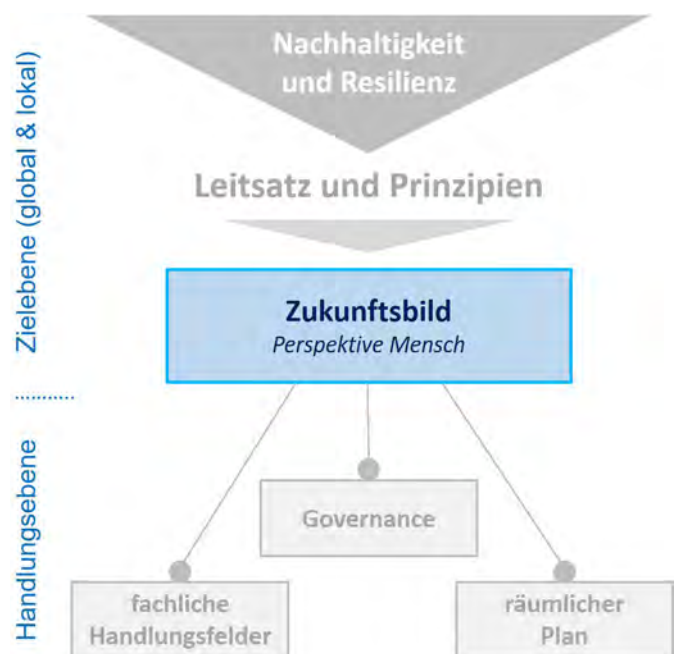 Zielebene (global & lokal)
Nachhaltigkeit
und Resilienz
Leitsatz und Prinzipien
Zukunftsbild
Perspektive Mensch
Handlungsebene
Governance
fachliche
Handlungsfelder
räumlicher
Plan